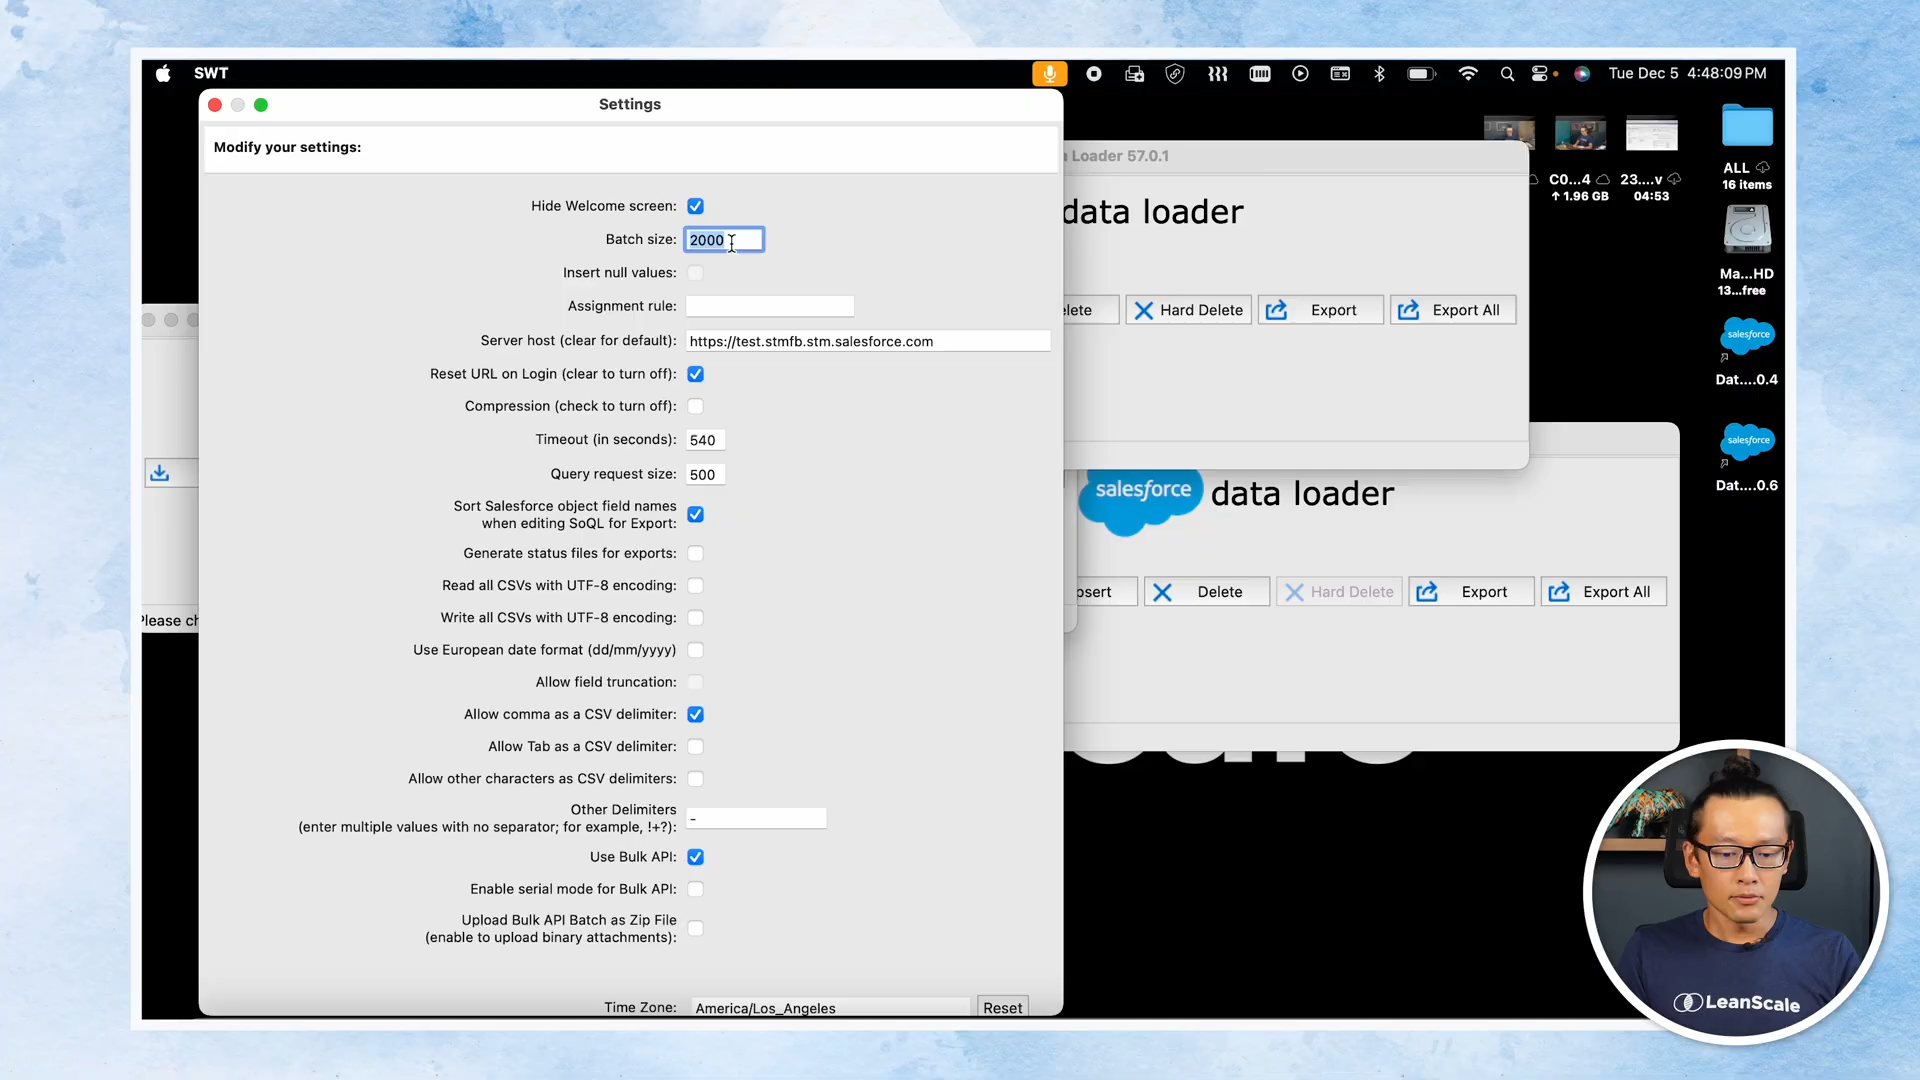 SWT
Tue Dec 5 4:48:09 PM
Settings
Modify your settings:
Hide Welcome screen:
Batch size: 2000
Insert null values:
Assignment rule:
Server host (clear for default): https://test.stmfb.stm.salesforce.com
Reset URL on Login (clear to turn off):
Compression (check to turn off):
Timeout (in seconds): 540
Query request size: 500
Sort Salesforce object field names
when editing SoQL for Export:
Generate status files for exports:
Read all CSVs with UTF-8 encoding:
Write all CSVs with UTF-8 encoding:
Use European date format (dd/mm/yyyy)
Allow field truncation:
Allow comma as a CSV delimiter:
Allow Tab as a CSV delimiter:
Allow other characters as CSV delimiters:
Other Delimiters
(enter multiple values with no separator; for example, !+?): -
Use Bulk API:
Enable serial mode for Bulk API:
Upload Bulk API Batch as Zip File
(enable to upload binary attachments):
Time Zone: America/Los_Angeles Reset
Please ch
Loader 57.0.1
data loader
elete Hard Delete Export Export All
salesforce data loader
psert Delete Hard Delete Export Export All
C0...4
↑ 1.96 GB
23....v
04:53
ALL
16 items
Ma...HD
13...free
salesforce
Dat....0.4
salesforce
Dat....0.6
LeanScale